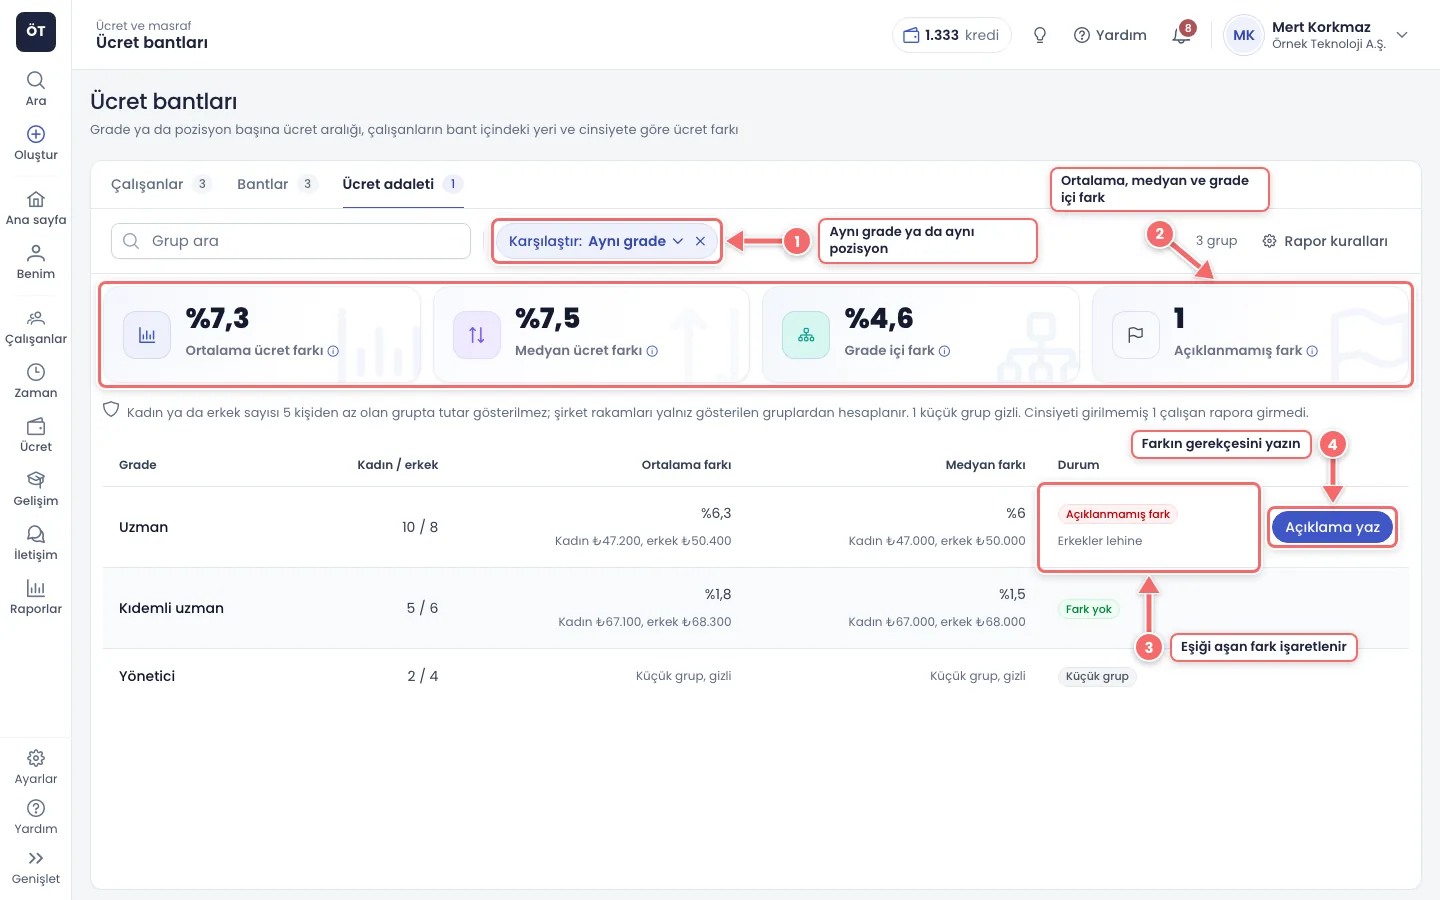 ÖT
Ücret ve masraf
Ücret bantları
1.333 kredi
Yardım
8
MK
Mert Korkmaz
Örnek Teknoloji A.Ş.
Ara
Oluştur
Ana sayfa
Benim
Çalışanlar
Zaman
Ücret
Gelişim
İletişim
Raporlar
Ayarlar
Yardım
Genişlet
Ücret bantları
Grade ya da pozisyon başına ücret aralığı, çalışanların bant içindeki yeri ve cinsiyete göre ücret farkı
Çalışanlar 3
Bantlar 3
Ücret adaleti 1
Ortalama, medyan ve grade
içi fark
Grup ara
Karşılaştır: Aynı grade
1
Aynı grade ya da aynı
pozisyon
2
3 grup
Rapor kuralları
%7,3
Ortalama ücret farkı
%7,5
Medyan ücret farkı
%4,6
Grade içi fark
1
Açıklanmamış fark
Kadın ya da erkek sayısı 5 kişiden az olan grupta tutar gösterilmez; şirket rakamları yalnız gösterilen gruplardan hesaplanır. 1 küçük grup gizli. Cinsiyeti girilmemiş 1 çalışan rapora girmedi.
Farkın gerekçesini yazın
4
Grade
Kadın / erkek
Ortalama farkı
Medyan farkı
Durum
Uzman
10 / 8
%6,3
Kadın ₺47.200, erkek ₺50.400
%6
Kadın ₺47.000, erkek ₺50.000
Açıklanmamış fark
Erkekler lehine
Açıklama yaz
Kıdemli uzman
5 / 6
%1,8
Kadın ₺67.100, erkek ₺68.300
%1,5
Kadın ₺67.000, erkek ₺68.000
Fark yok
3
Eşiği aşan fark işaretlenir
Yönetici
2 / 4
Küçük grup, gizli
Küçük grup, gizli
Küçük grup